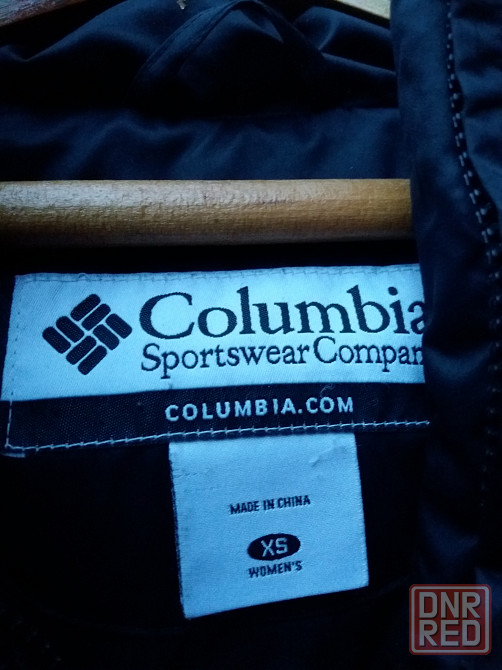 Columbia
Sportswear Compan
COLUMBIA.COM
MADE IN CHINA
XS
WOMEN'S
DNR
RED